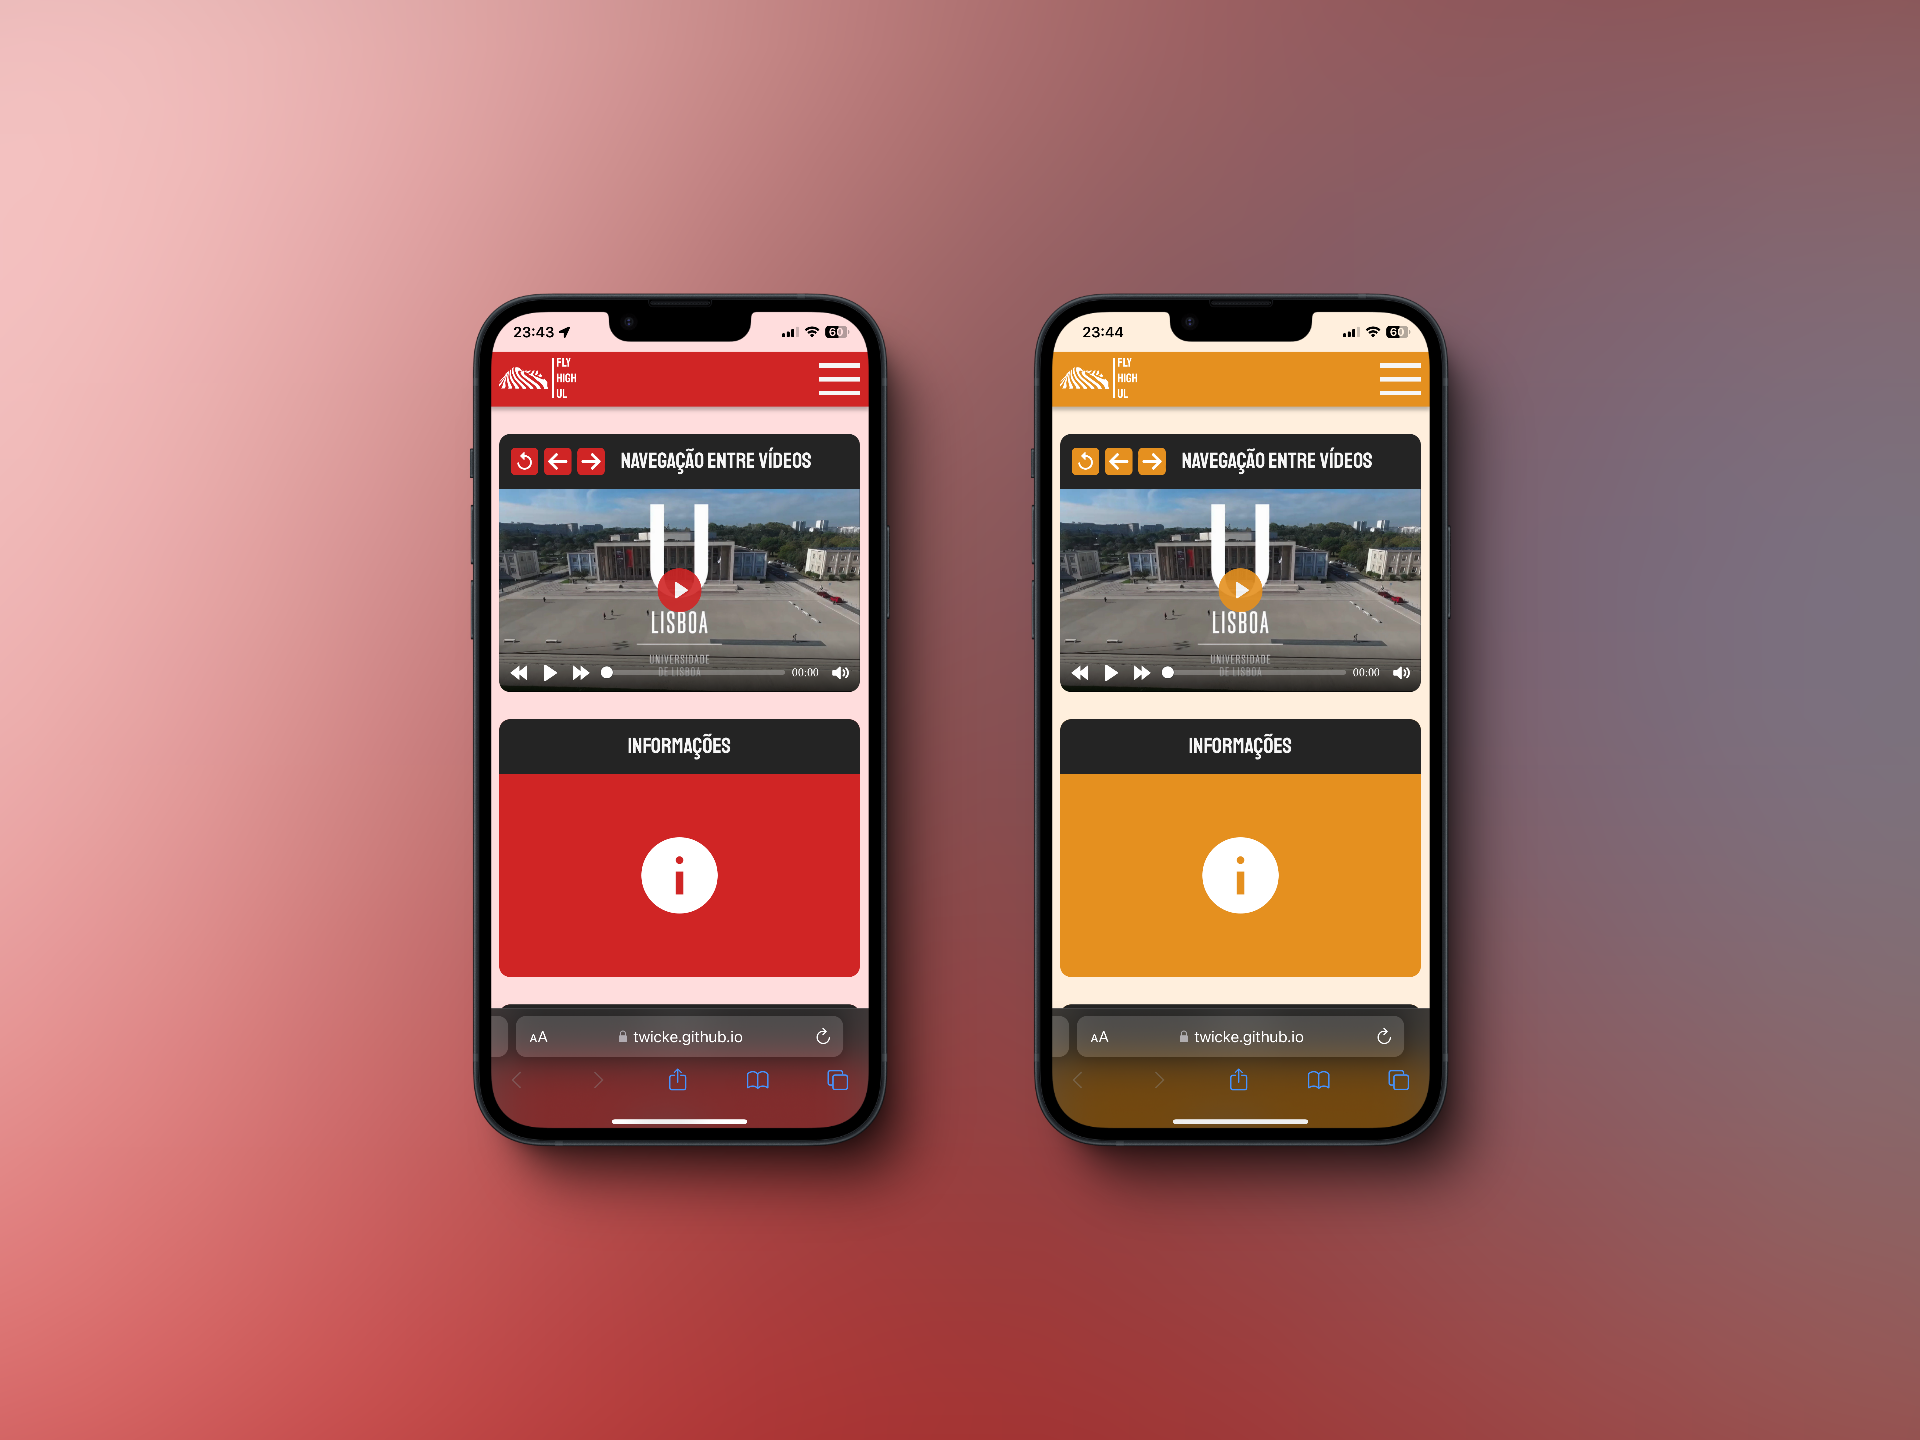 23:43
60
FLY
HIGH
UL
NAVEGAÇÃO ENTRE VÍDEOS
U
LISBOA
UNIVERSIDADE
DE LISBOA
00:00
INFORMAÇÕES
i
AA
twicke.github.io
23:44
60
FLY
HIGH
UL
NAVEGAÇÃO ENTRE VÍDEOS
U
LISBOA
UNIVERSIDADE
DE LISBOA
00:00
INFORMAÇÕES
i
AA
twicke.github.io